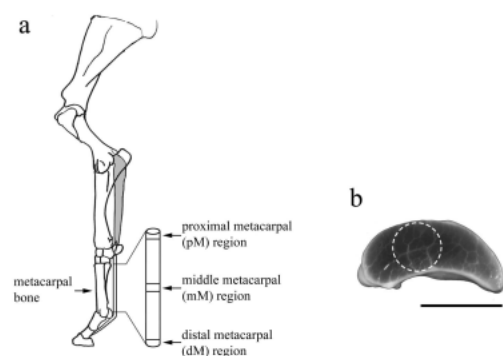 a
proximal metacarpal
(pM) region
metacarpal
bone
middle metacarpal
(mM) region
distal metacarpal
(dM) region
b